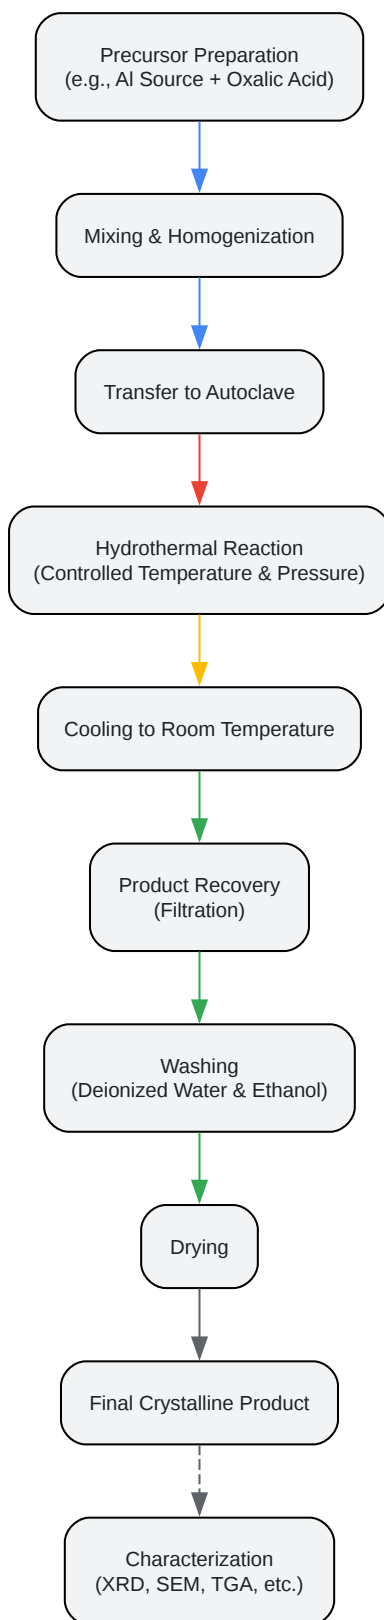 Precursor Preparation
(e.g., Al Source + Oxalic Acid)
Mixing & Homogenization
Transfer to Autoclave
Hydrothermal Reaction
(Controlled Temperature & Pressure)
Cooling to Room Temperature
Product Recovery
(Filtration)
Washing
(Deionized Water & Ethanol)
Drying
Final Crystalline Product
Characterization
(XRD, SEM, TGA, etc.)